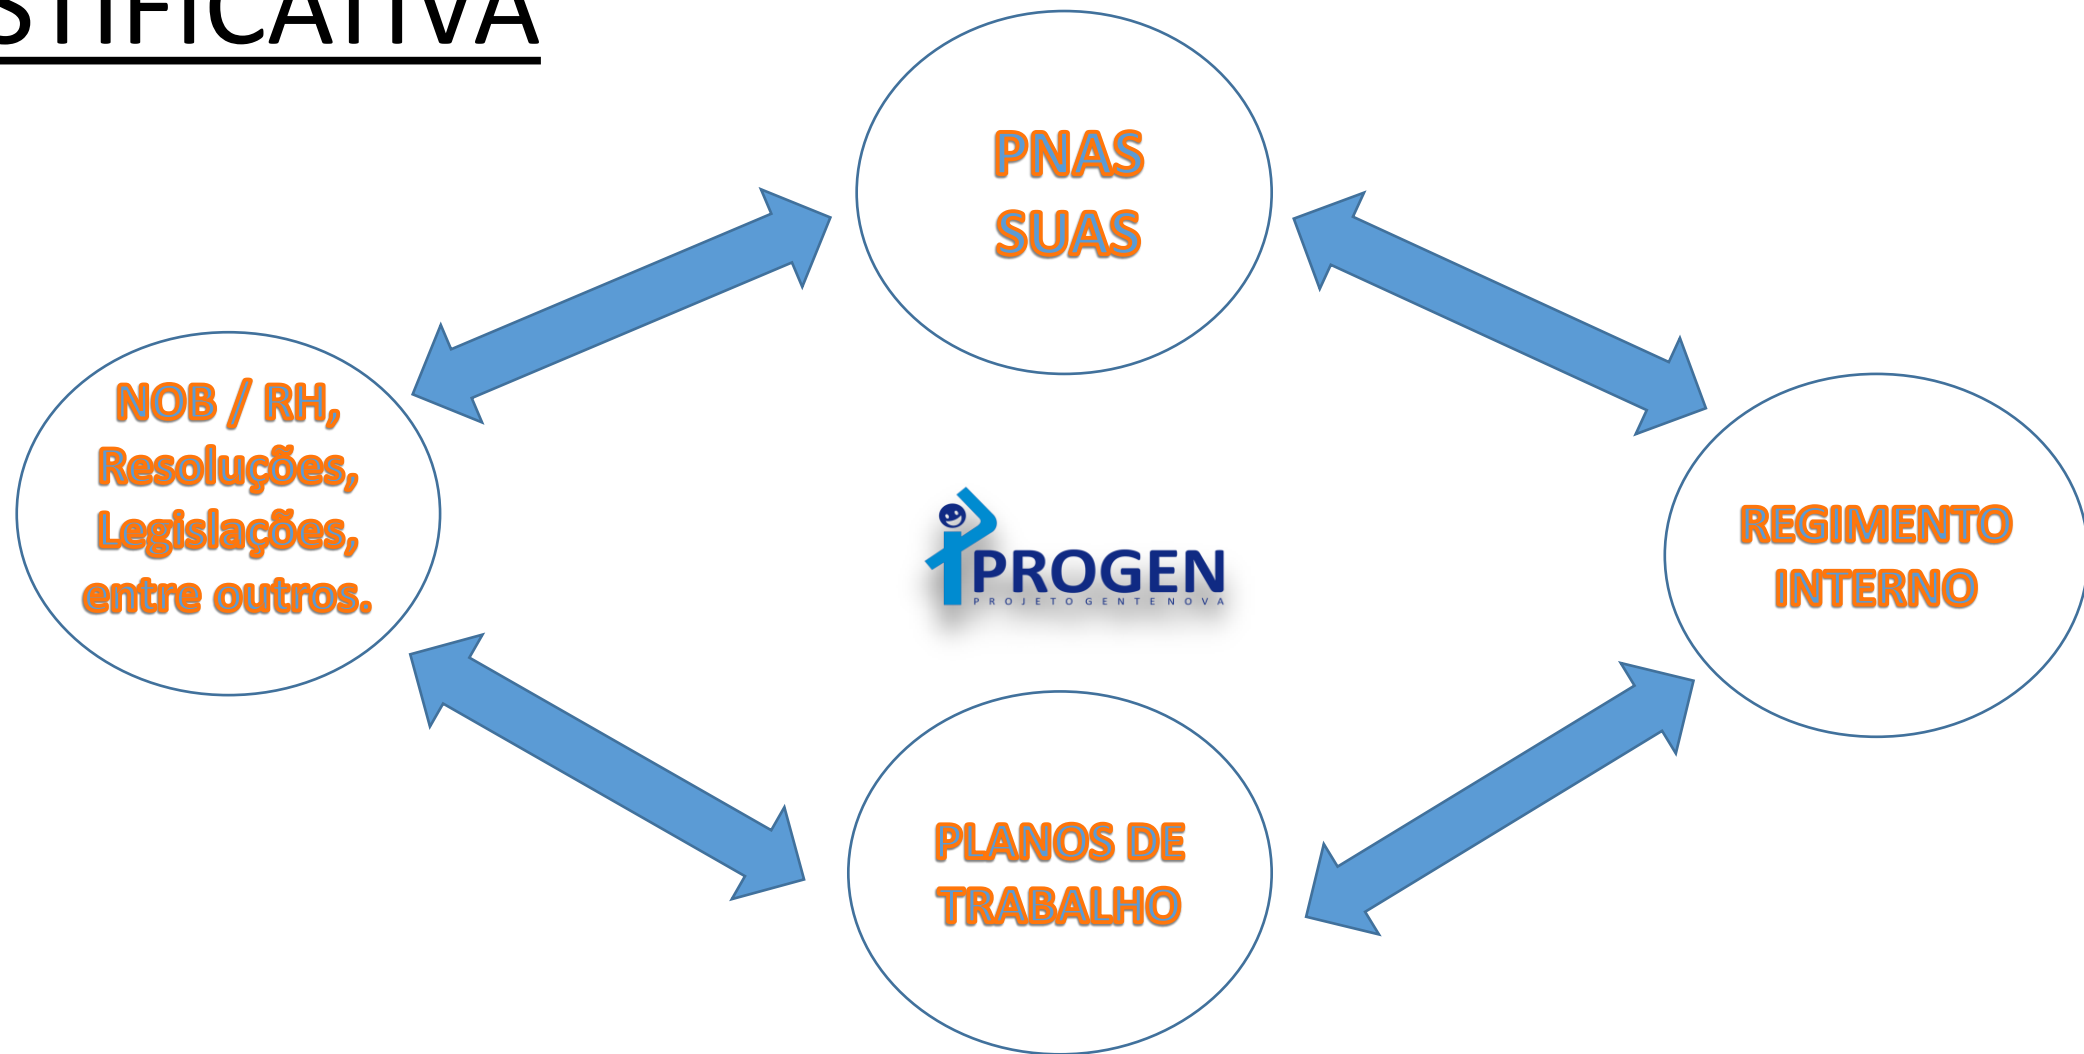 STIFICATIVA
PNAS
SUAS
NOB / RH,
Resoluções,
Legislações,
entre outros.
REGIMENTO
INTERNO
PROGEN
PROJETO GENTE NOVA
PLANOS DE
TRABALHO